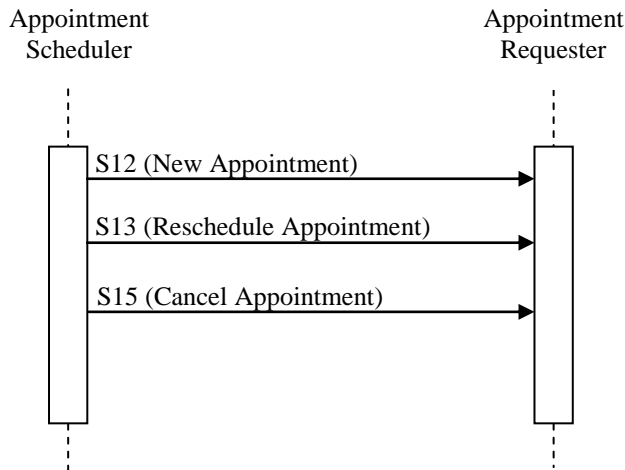 Appointment
Scheduler
Appointment
Requester
S12 (New Appointment)
S13 (Reschedule Appointment)
S15 (Cancel Appointment)